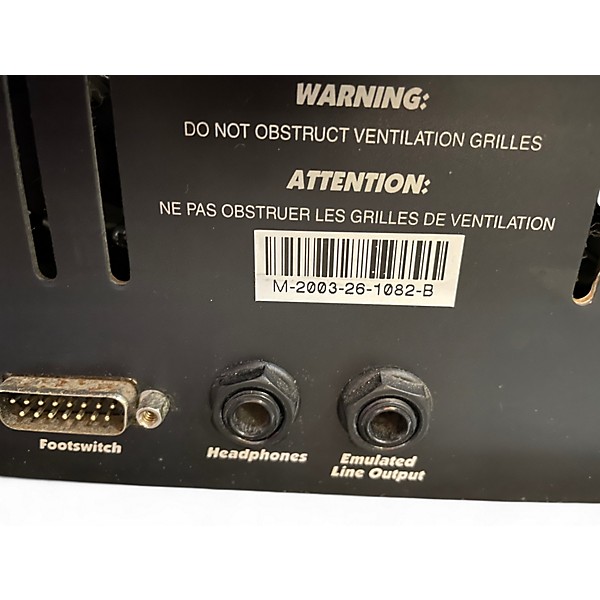 WARNING:
DO NOT OBSTRUCT VENTILATION GRILLES
ATTENTION:
NE PAS OBSTRUER LES GRILLES DE VENTILATION
M-2003-26-1082-B
Footswitch
Headphones
Emulated
Line Output